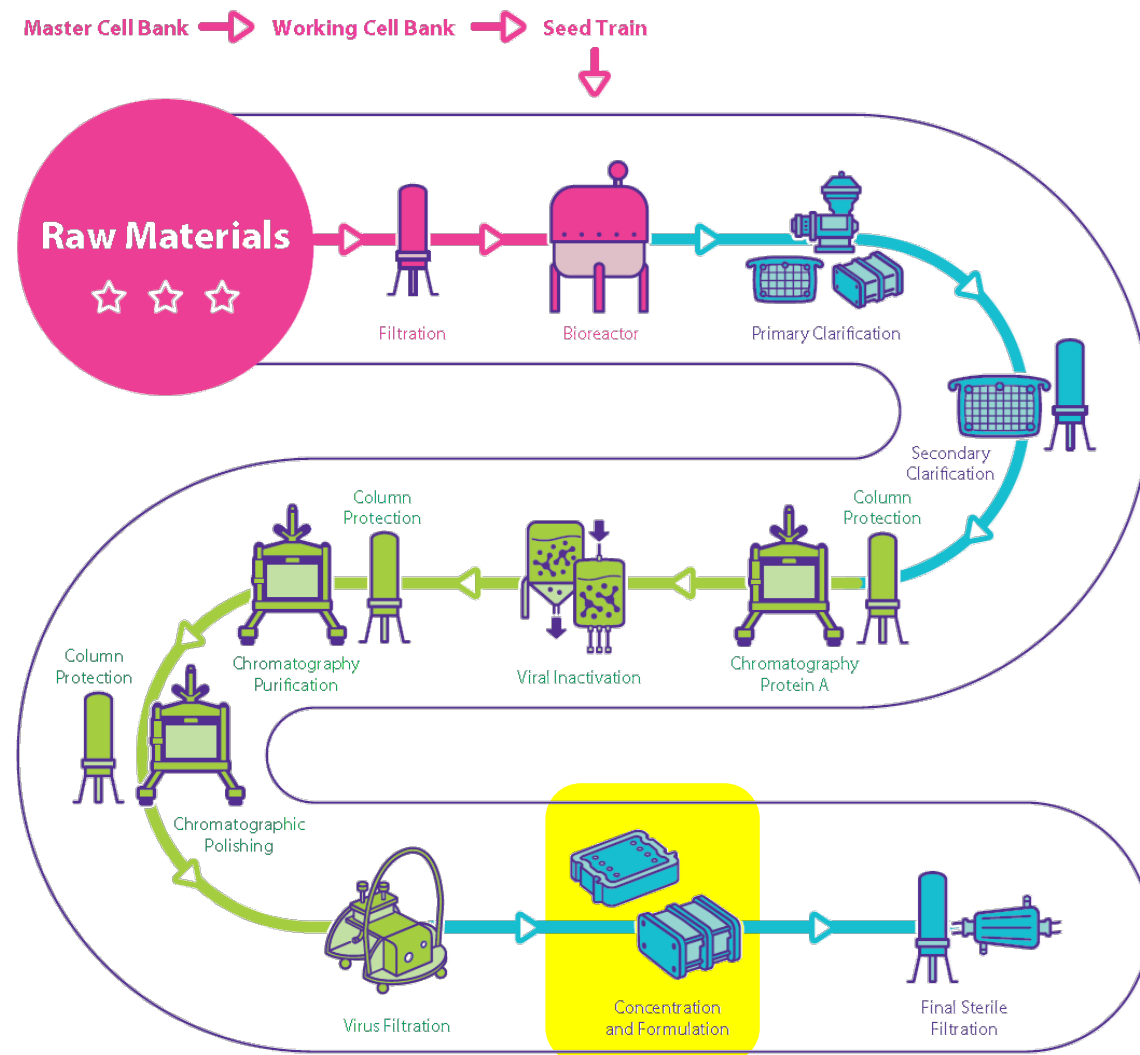 Master Cell Bank
Working Cell Bank
Seed Train
Raw Materials
Filtration
Bioreactor
Primary Clarification
Secondary
Clarification
Column
Protection
Chromatography
Protein A
Viral Inactivation
Column
Protection
Chromatography
Purification
Column
Protection
Chromatographic
Polishing
Virus Filtration
Concentration
and Formulation
Final Sterile
Filtration